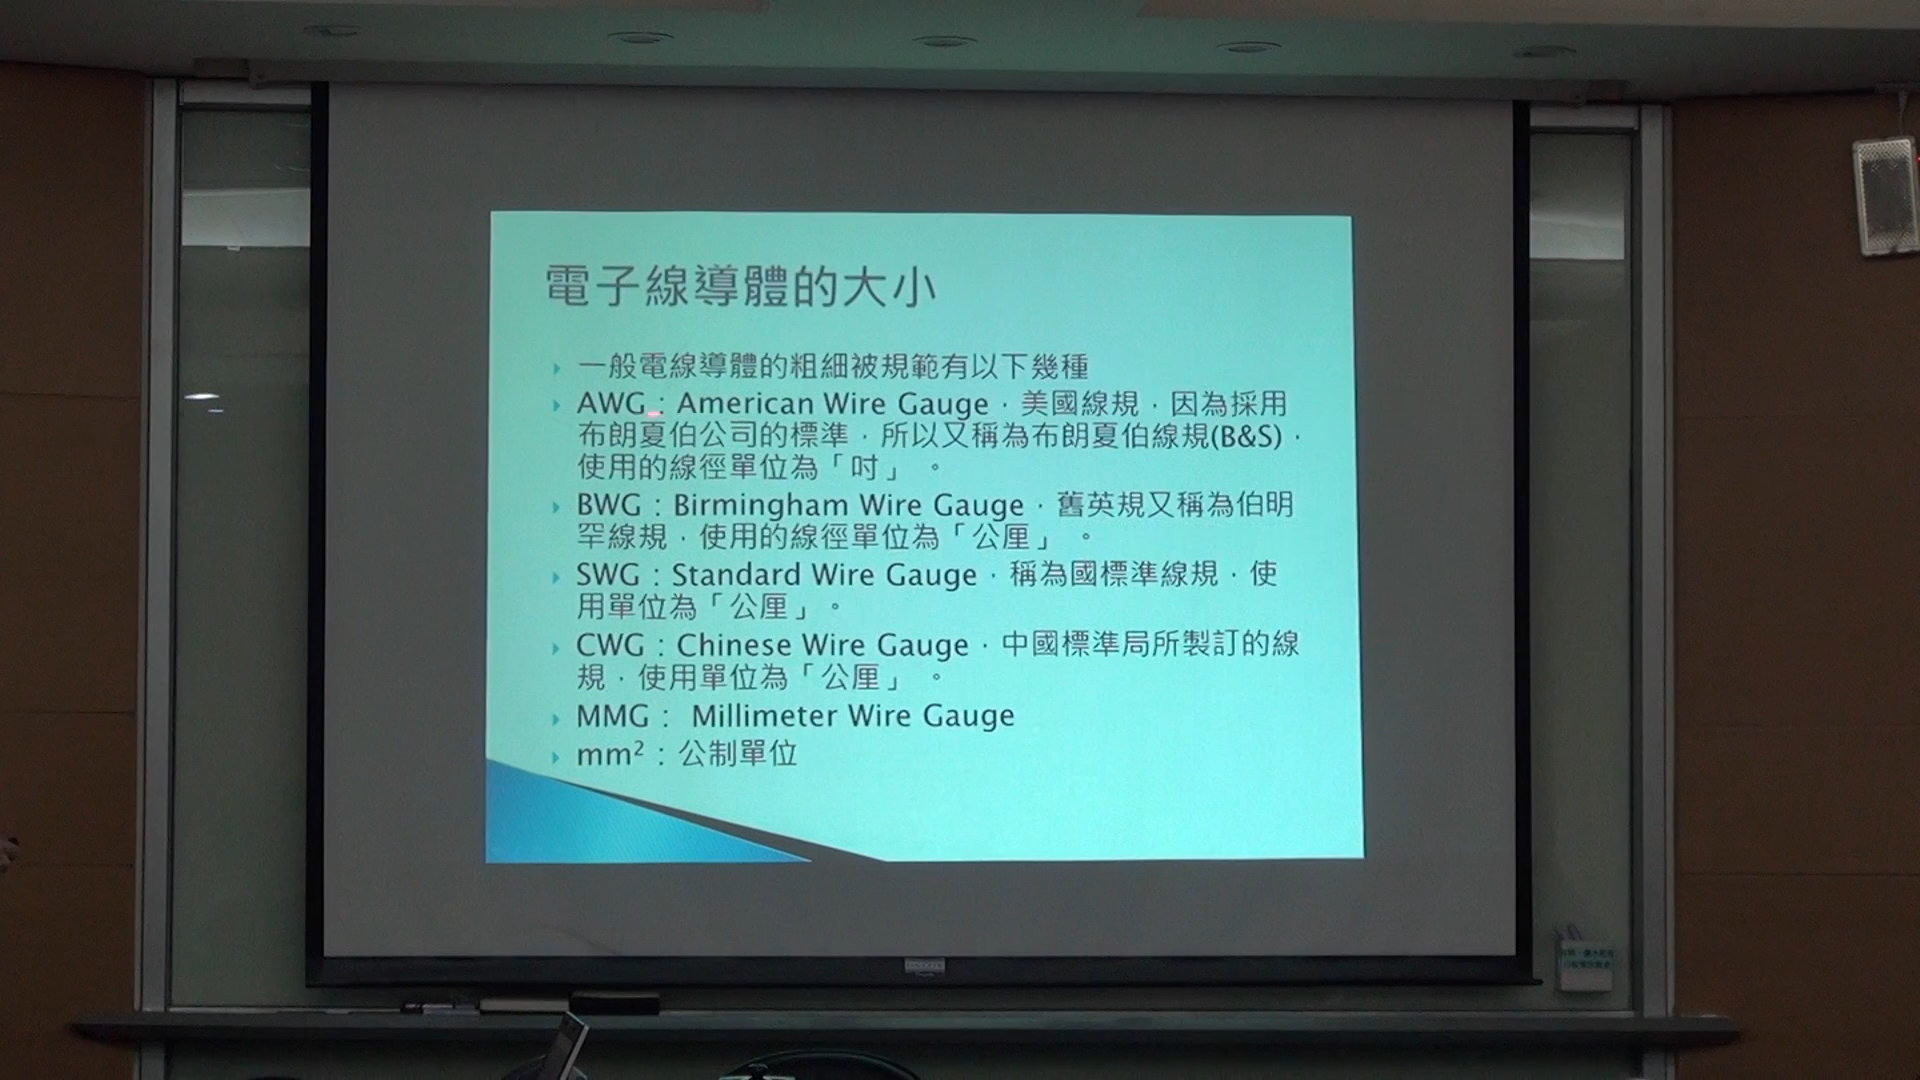 電子線導體的大小
一般電線導體的粗細被規範有以下幾種
AWG：American Wire Gauge，美國線規，因為採用
布朗夏伯公司的標準，所以又稱為布朗夏伯線規(B&S)，
使用的線徑單位為「吋」。
BWG：Birmingham Wire Gauge，舊英規又稱為伯明
罕線規，使用的線徑單位為「公厘」。
SWG：Standard Wire Gauge，稱為國標準線規，使
用單位為「公厘」。
CWG：Chinese Wire Gauge，中國標準局所製訂的線
規，使用單位為「公厘」。
MMG： Millimeter Wire Gauge
mm²：公制單位